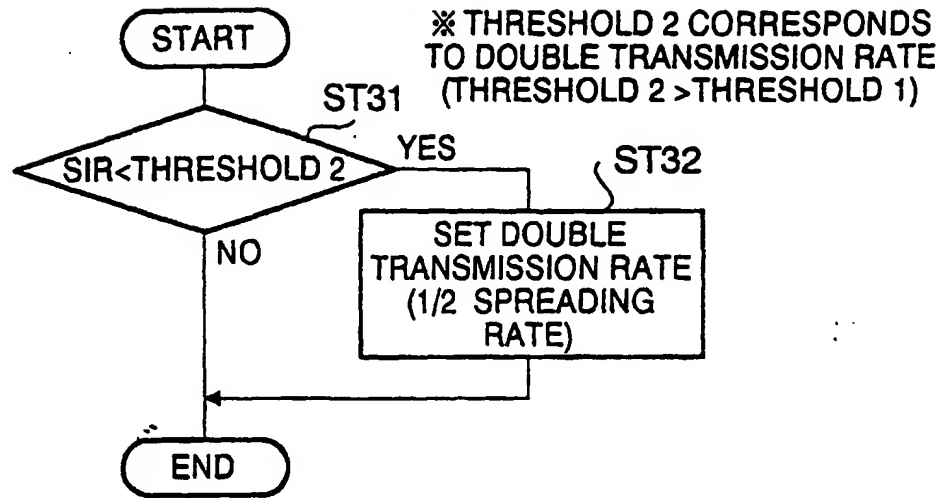 START
※ THRESHOLD 2 CORRESPONDS
TO DOUBLE TRANSMISSION RATE
(THRESHOLD 2 >THRESHOLD 1)
ST31
SIR<THRESHOLD 2
YES
ST32
NO
SET DOUBLE
TRANSMISSION RATE
(1/2 SPREADING
RATE)
END